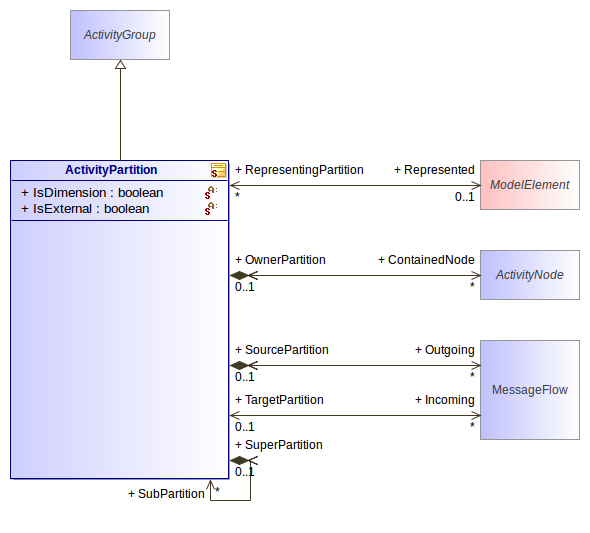 ActivityGroup
ActivityPartition
+ IsDimension : boolean
+ IsExternal : boolean
+ RepresentingPartition
+ Represented
*
0..1
ModelElement
+ OwnerPartition
+ ContainedNode
0..1
*
ActivityNode
+ SourcePartition
+ Outgoing
0..1
*
MessageFlow
+ TargetPartition
+ Incoming
0..1
*
+ SuperPartition
0..1
+ SubPartition
*